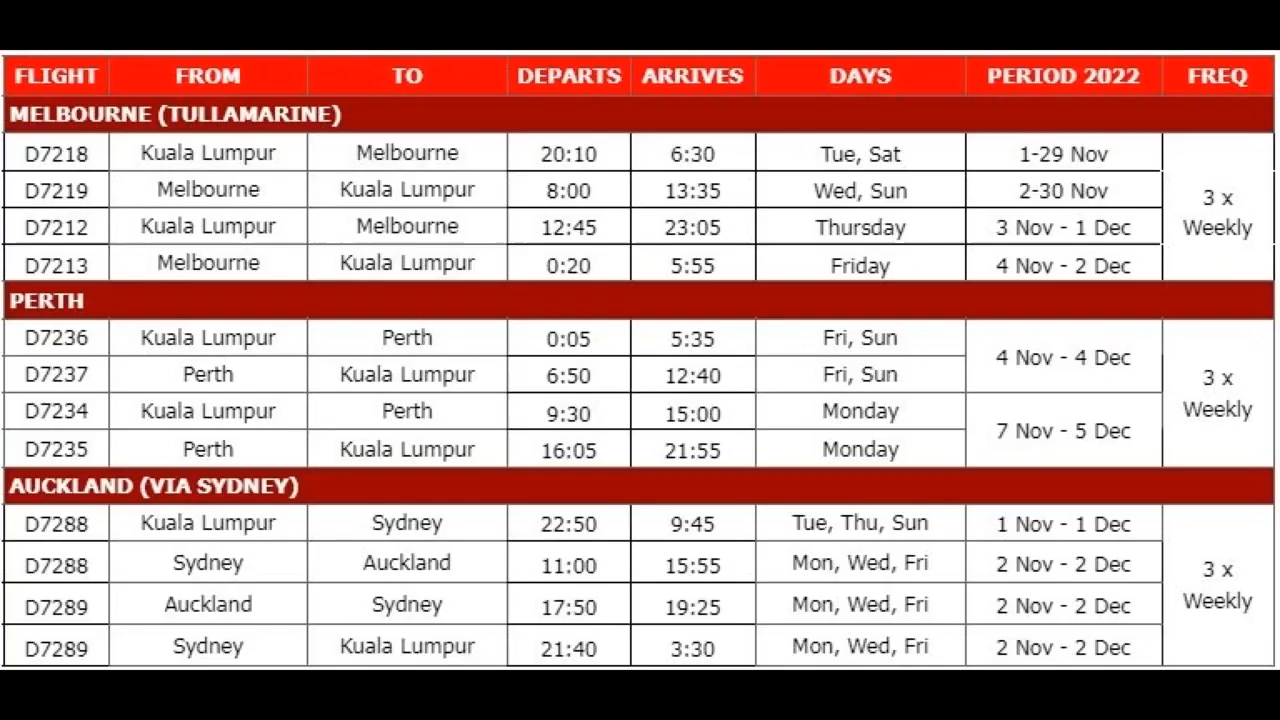 FLIGHT FROM TO DEPARTS ARRIVES DAYS PERIOD 2022 FREQ
MELBOURNE (TULLAMARINE)
D7218 Kuala Lumpur Melbourne 20:10 6:30 Tue, Sat 1-29 Nov
D7219 Melbourne Kuala Lumpur 8:00 13:35 Wed, Sun 2-30 Nov
3 x
Weekly
D7212 Kuala Lumpur Melbourne 12:45 23:05 Thursday 3 Nov - 1 Dec
D7213 Melbourne Kuala Lumpur 0:20 5:55 Friday 4 Nov - 2 Dec
PERTH
D7236 Kuala Lumpur Perth 0:05 5:35 Fri, Sun
4 Nov - 4 Dec
D7237 Perth Kuala Lumpur 6:50 12:40 Fri, Sun
3 x
Weekly
D7234 Kuala Lumpur Perth 9:30 15:00 Monday
7 Nov - 5 Dec
D7235 Perth Kuala Lumpur 16:05 21:55 Monday
AUCKLAND (VIA SYDNEY)
D7288 Kuala Lumpur Sydney 22:50 9:45 Tue, Thu, Sun 1 Nov - 1 Dec
D7288 Sydney Auckland 11:00 15:55 Mon, Wed, Fri 2 Nov - 2 Dec
3 x
Weekly
D7289 Auckland Sydney 17:50 19:25 Mon, Wed, Fri 2 Nov - 2 Dec
D7289 Sydney Kuala Lumpur 21:40 3:30 Mon, Wed, Fri 2 Nov - 2 Dec